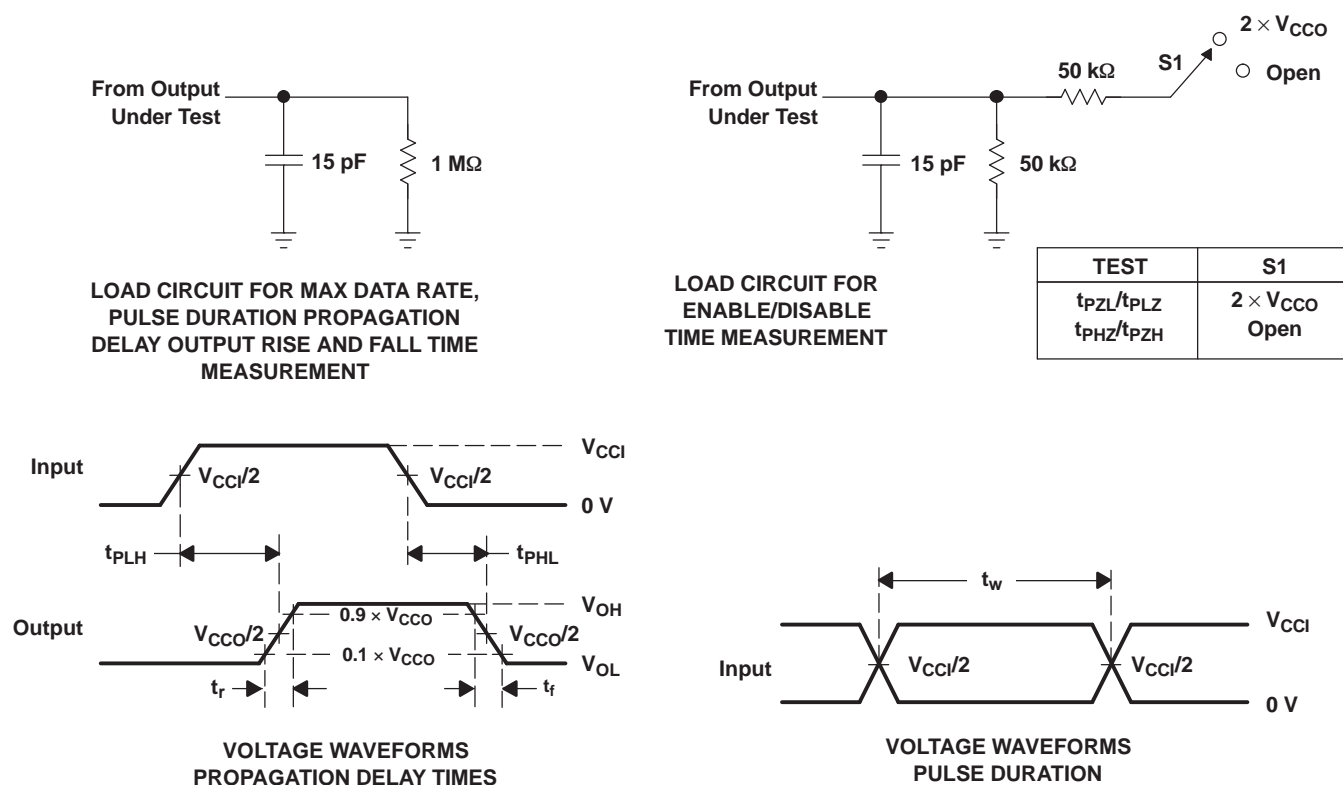 From Output
Under Test
15 pF
1 MΩ
LOAD CIRCUIT FOR MAX DATA RATE,
PULSE DURATION PROPAGATION
DELAY OUTPUT RISE AND FALL TIME
MEASUREMENT
From Output
Under Test
15 pF
50 kΩ
50 kΩ
S1
2 × VCCO
Open
LOAD CIRCUIT FOR
ENABLE/DISABLE
TIME MEASUREMENT
TEST S1
tPZL/tPLZ 2 × VCCO
tPHZ/tPZH Open
Input
VCCI/2
VCCI/2
VCCI
0 V
tPLH
tPHL
Output
VCCO/2
0.9 × VCCO
0.1 × VCCO
VCCO/2
VOH
VOL
tr
tf
VOLTAGE WAVEFORMS
PROPAGATION DELAY TIMES
tw
Input
VCCI/2
VCCI/2
VCCI
0 V
VOLTAGE WAVEFORMS
PULSE DURATION